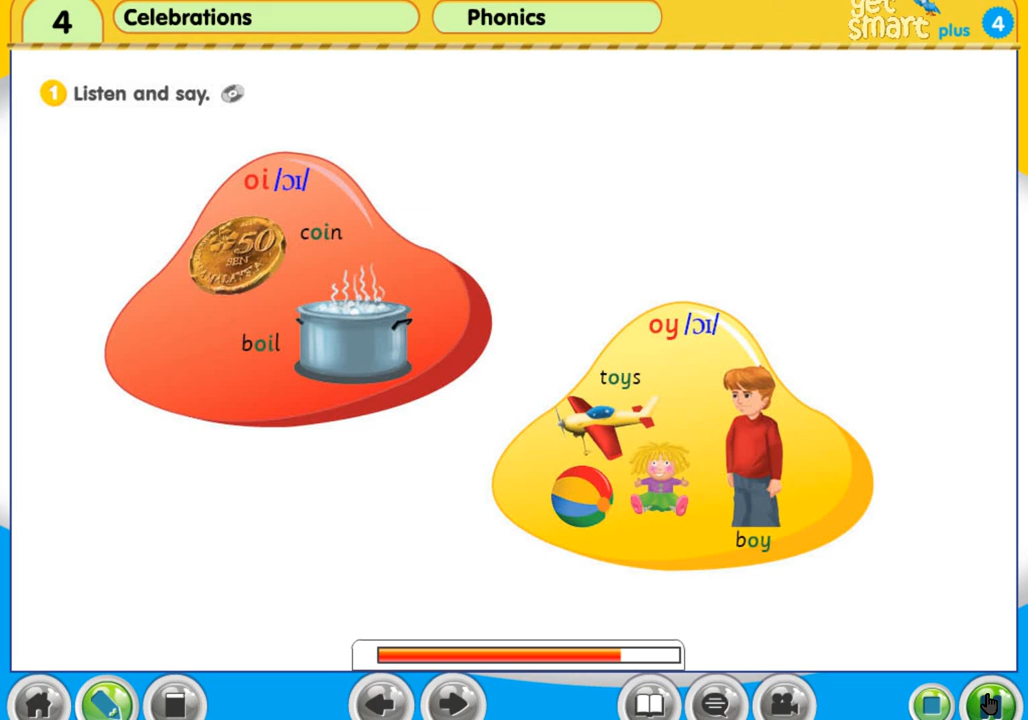 4 Celebrations Phonics
get
smart plus 4
1 Listen and say.
oi /ɔɪ/
50
SEN
coin
boil
oy /ɔɪ/
toys
boy